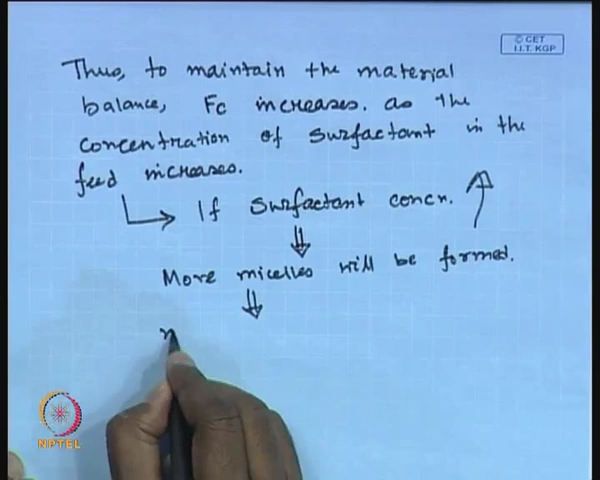 © CET
I.I.T. KGP
Thus, to maintain the material
balance, Fc increases. as the
concentration of surfactant in the
feed increases.
If surfactant concn.
More micelles will be formed.
NPTEL